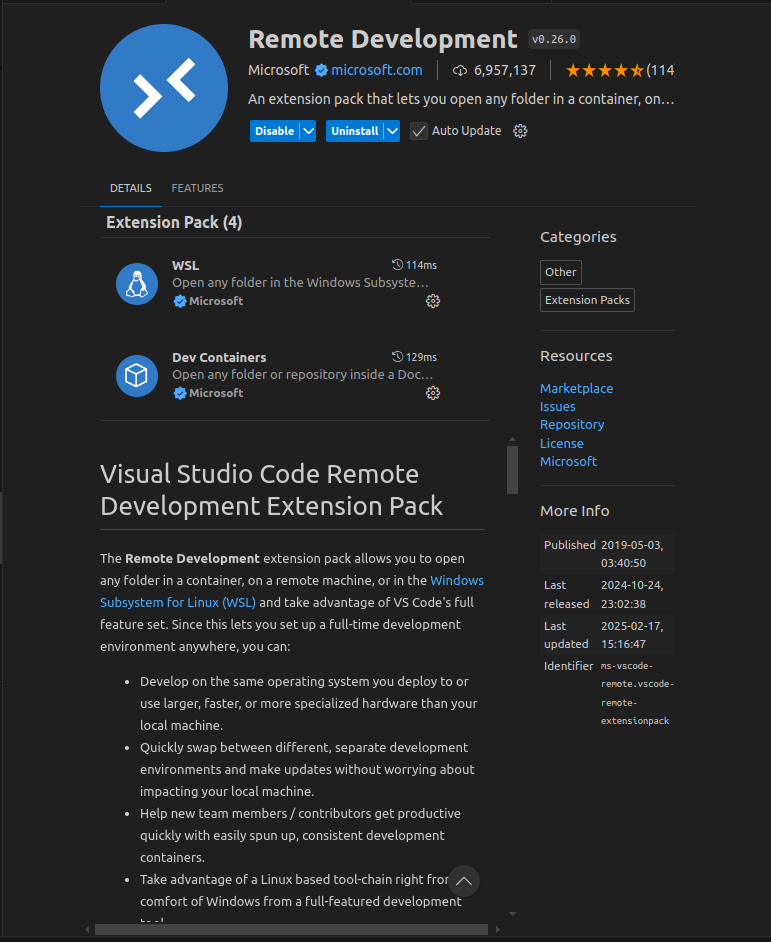 Remote Development v0.26.0
Microsoft microsoft.com 6,957,137 (114
An extension pack that lets you open any folder in a container, on…
Disable Uninstall Auto Update
DETAILS FEATURES
Extension Pack (4)
WSL 114ms
Open any folder in the Windows Subsyste…
Microsoft
Dev Containers 129ms
Open any folder or repository inside a Doc…
Microsoft
Visual Studio Code Remote
Development Extension Pack
The Remote Development extension pack allows you to open
any folder in a container, on a remote machine, or in the Windows
Subsystem for Linux (WSL) and take advantage of VS Code's full
feature set. Since this lets you set up a full-time development
environment anywhere, you can:
• Develop on the same operating system you deploy to or
use larger, faster, or more specialized hardware than your
local machine.
• Quickly swap between different, separate development
environments and make updates without worrying about
impacting your local machine.
• Help new team members / contributors get productive
quickly with easily spun up, consistent development
containers.
• Take advantage of a Linux based tool-chain right from
comfort of Windows from a full-featured development
Categories
Other
Extension Packs
Resources
Marketplace
Issues
Repository
License
Microsoft
More Info
Published 2019-05-03,
03:40:50
Last 2024-10-24,
released 23:02:38
Last 2025-02-17,
updated 15:16:47
Identifier ms-vscode-
remote.vscode-
remote-
extensionpack